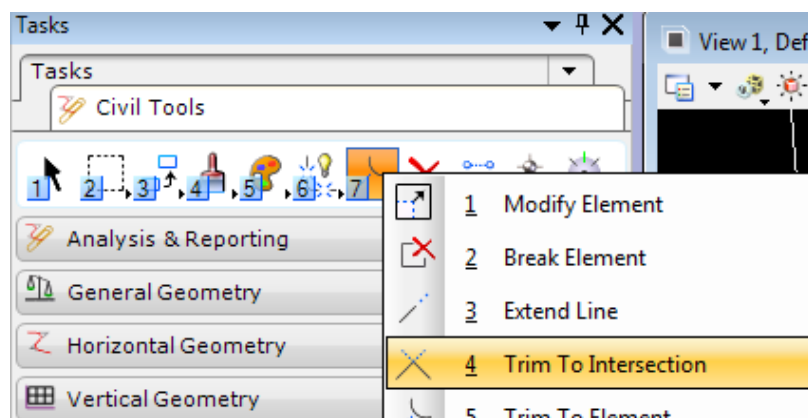 Tasks
View 1, Def
Tasks
Civil Tools
1 2 3 4 5 6 7
1 Modify Element
Analysis & Reporting
2 Break Element
General Geometry
3 Extend Line
Horizontal Geometry
4 Trim To Intersection
Vertical Geometry
5 Trim To Element